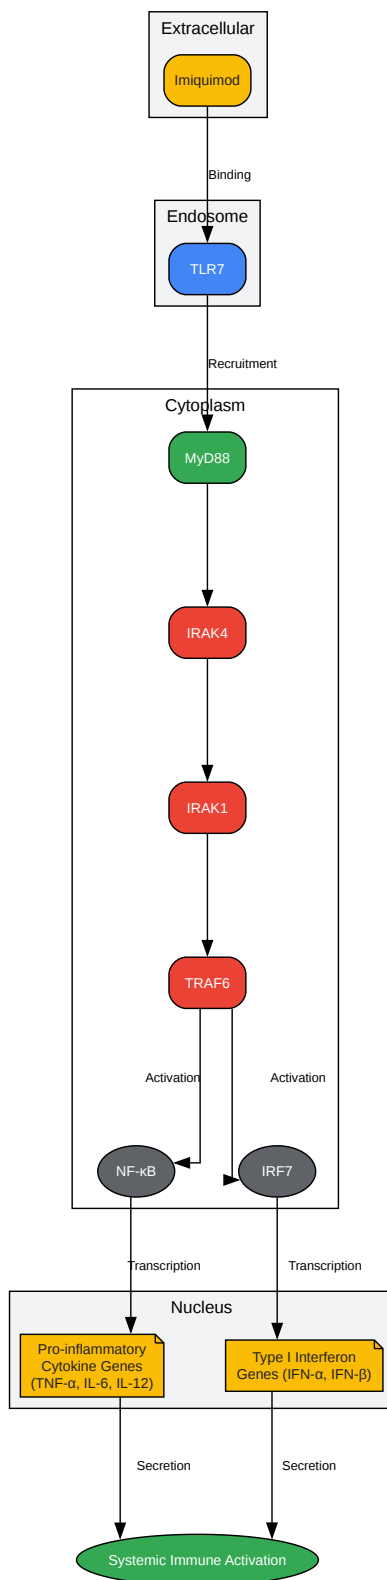 Extracellular
Imiquimod
Binding
Endosome
TLR7
Recruitment
Cytoplasm
MyD88
IRAK4
IRAK1
TRAF6
Activation
Activation
NF-κB
IRF7
Transcription
Transcription
Nucleus
Pro-inflammatory
Cytokine Genes
(TNF-α, IL-6, IL-12)
Type I Interferon
Genes (IFN-α, IFN-β)
Secretion
Secretion
Systemic Immune Activation